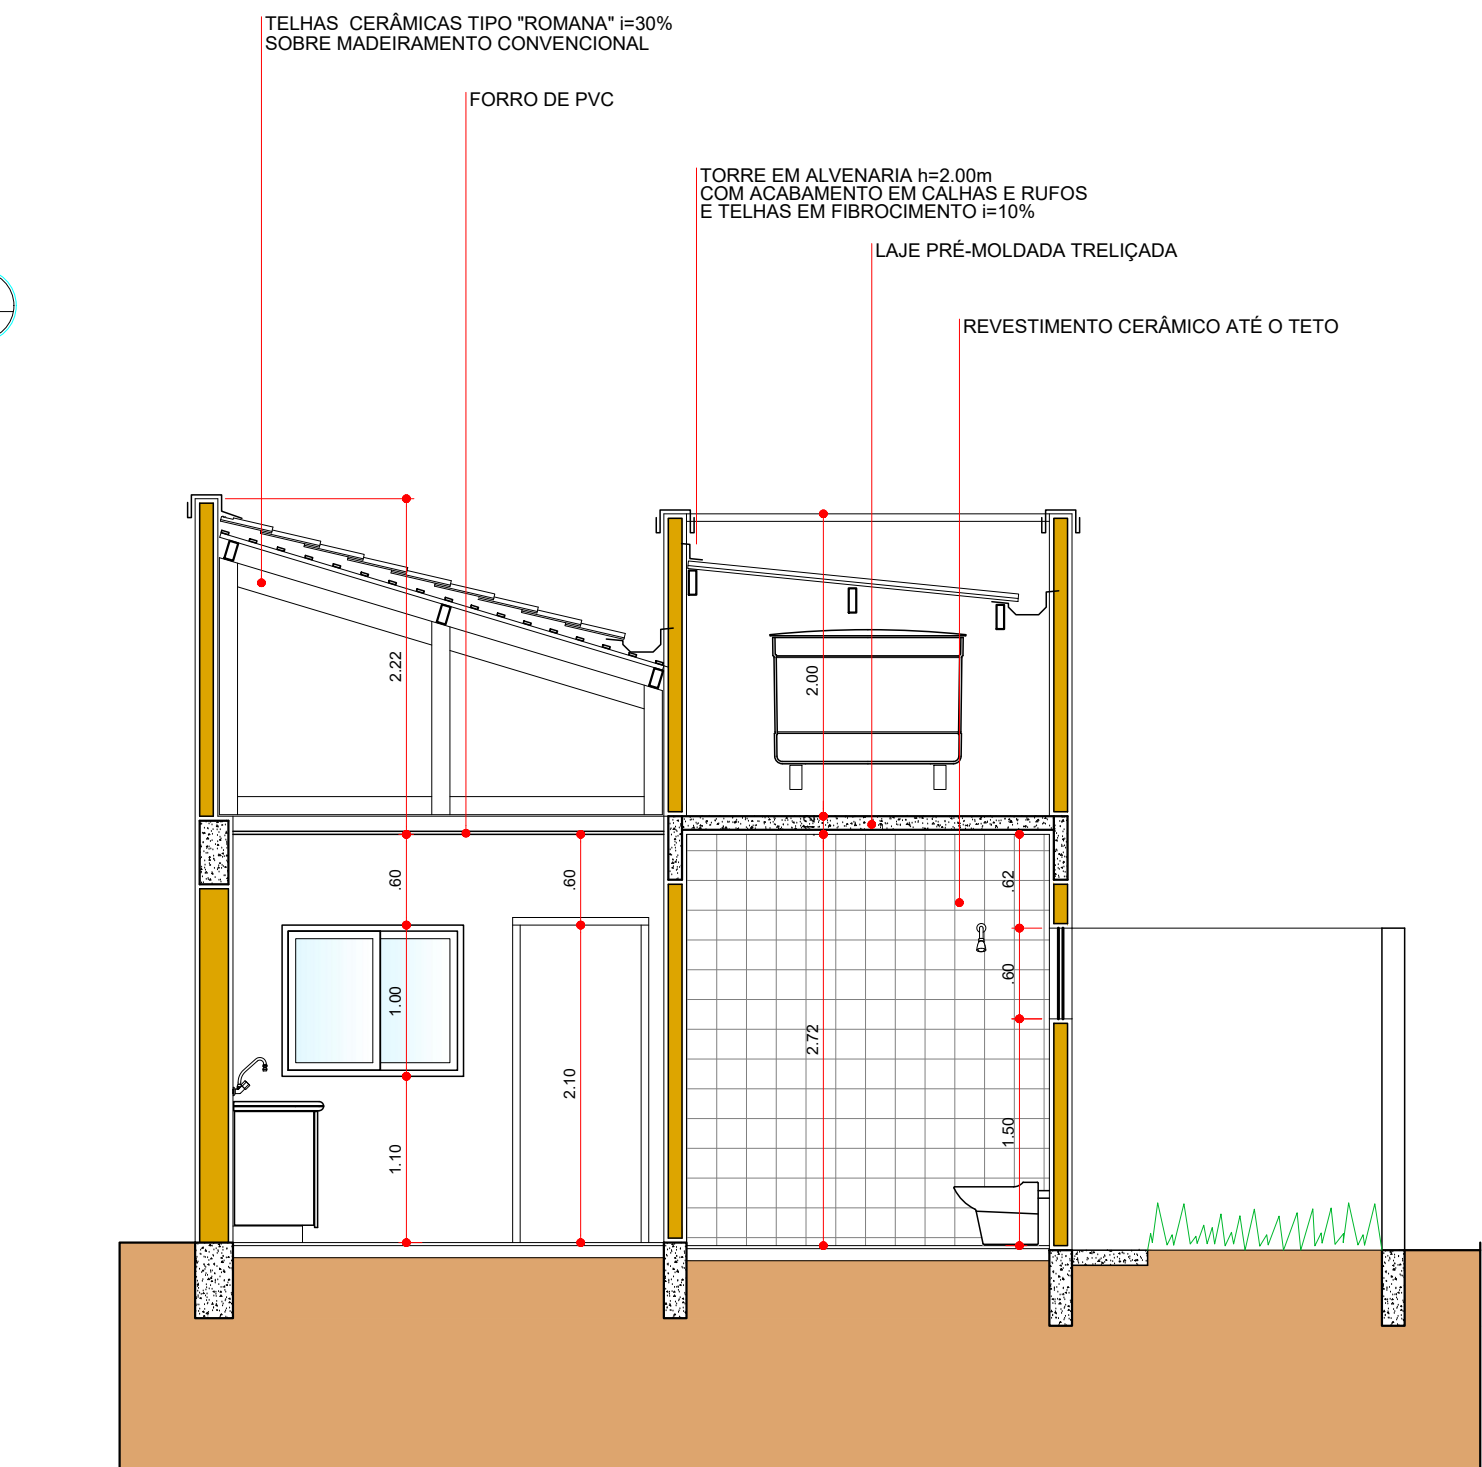 TELHAS  CERÂMICAS TIPO "ROMANA" i=30%
SOBRE MADEIRAMENTO CONVENCIONAL
FORRO DE PVC
TORRE EM ALVENARIA h=2.00m
COM ACABAMENTO EM CALHAS E RUFOS
E TELHAS EM FIBROCIMENTO i=10%
LAJE PRÉ-MOLDADA TRELIÇADA
REVESTIMENTO CERÂMICO ATÉ O TETO
2.22
2.00
.60
.60
.62
1.00
.60
2.72
2.10
1.10
1.50